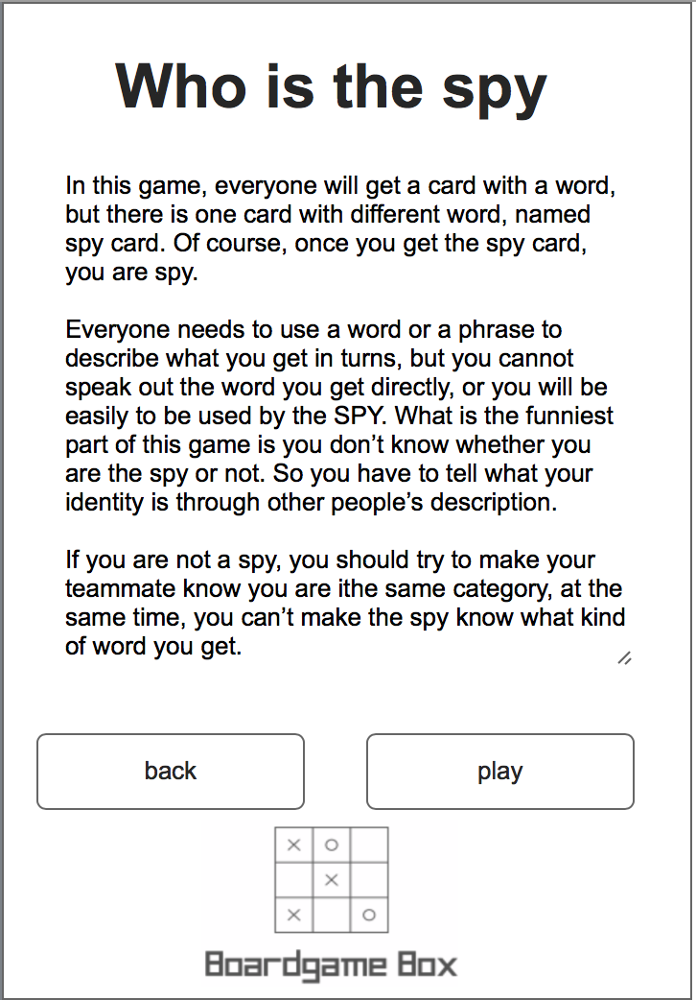 Who is the spy
In this game, everyone will get a card with a word,
but there is one card with different word, named
spy card. Of course, once you get the spy card,
you are spy.
Everyone needs to use a word or a phrase to
describe what you get in turns, but you cannot
speak out the word you get directly, or you will be
easily to be used by the SPY. What is the funniest
part of this game is you don’t know whether you
are the spy or not. So you have to tell what your
identity is through other people’s description.
If you are not a spy, you should try to make your
teammate know you are ithe same category, at the
same time, you can’t make the spy know what kind
of word you get.
back
play
× O
×
× O
Boardgame Box